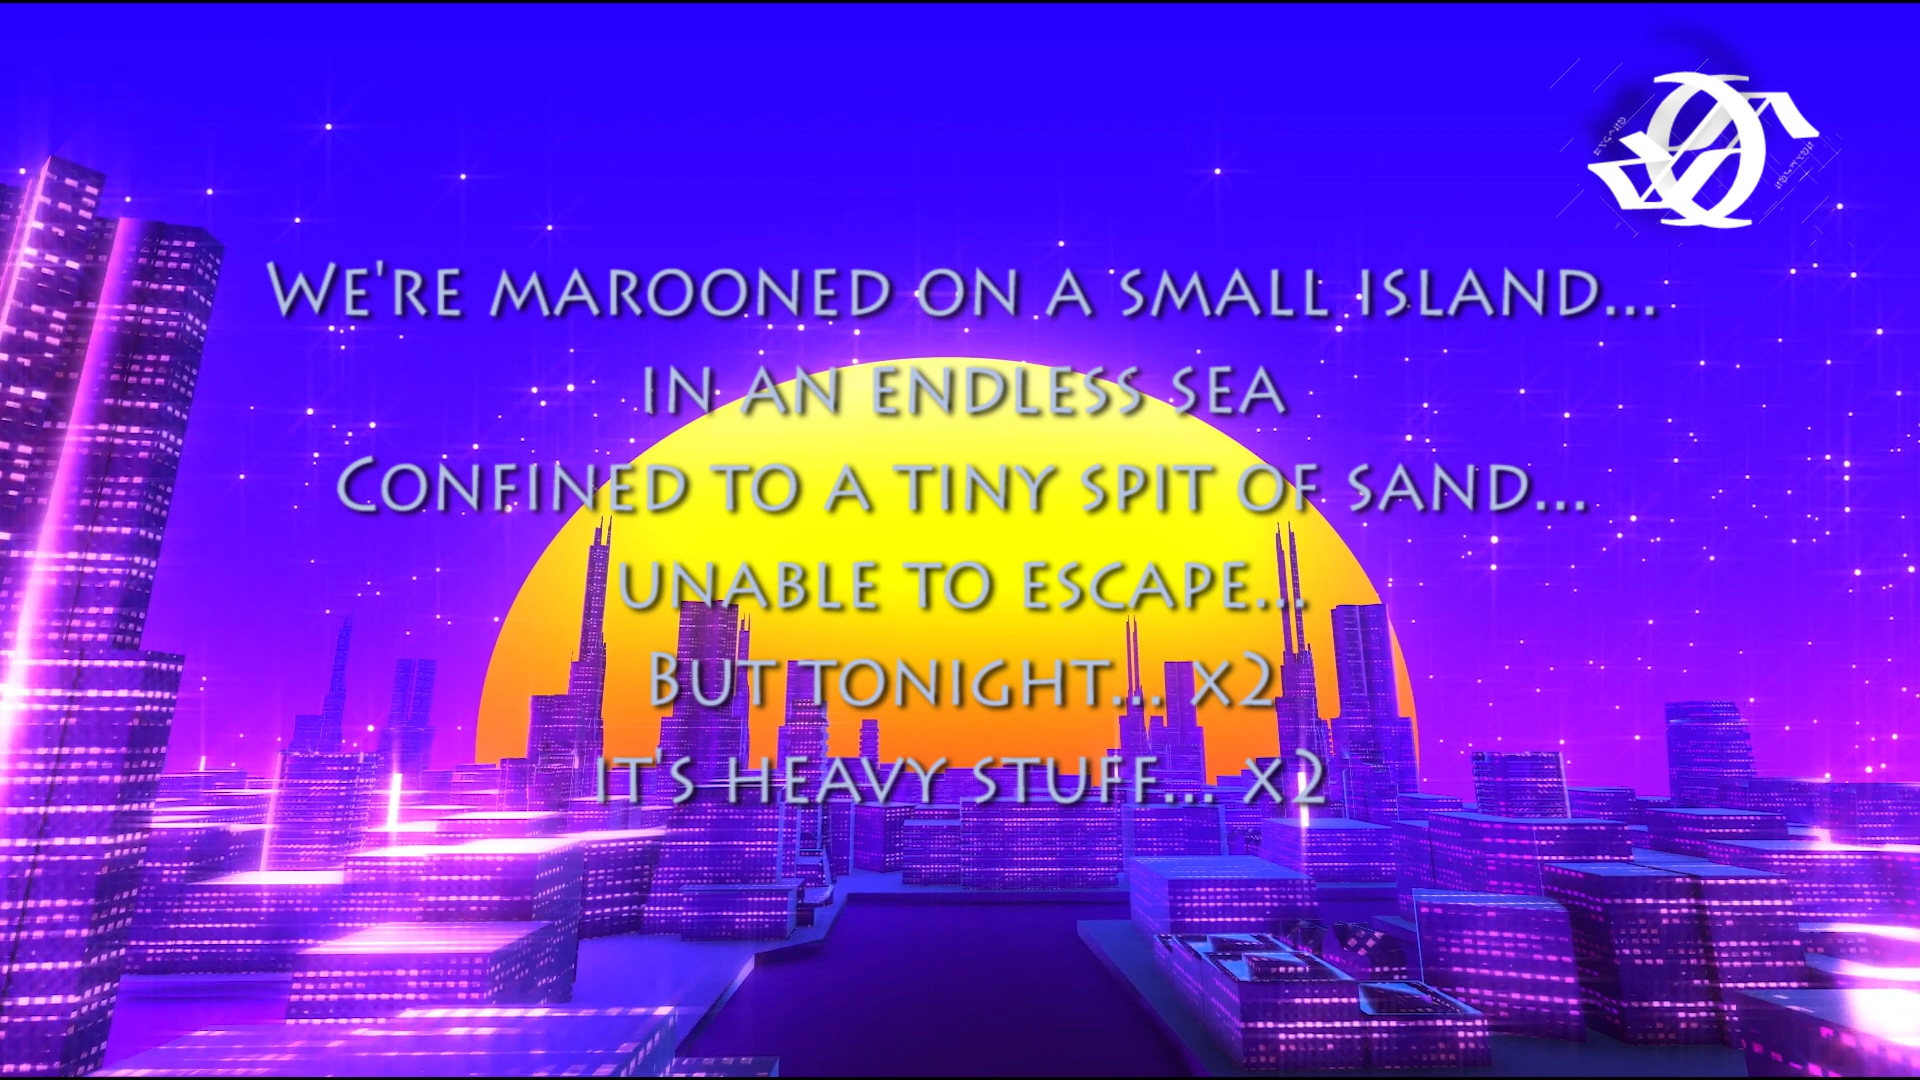 We're marooned on a small island...
in an endless sea
Confined to a tiny spit of sand...
unable to escape...
But tonight... x2
it's heavy stuff... x2